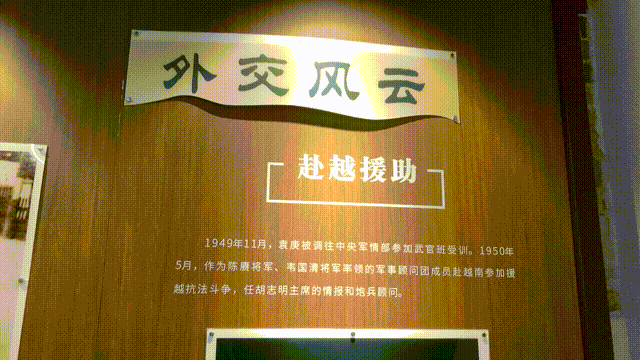 外交风云
赴越援助
1949年11月，袁庚被调往中央军情部参加武官班受训。1950年
5月，作为陈赓将军、韦国清将军率领的军事顾问团成员赴越南参加援
越抗法斗争，任胡志明主席的情报和炮兵顾问。